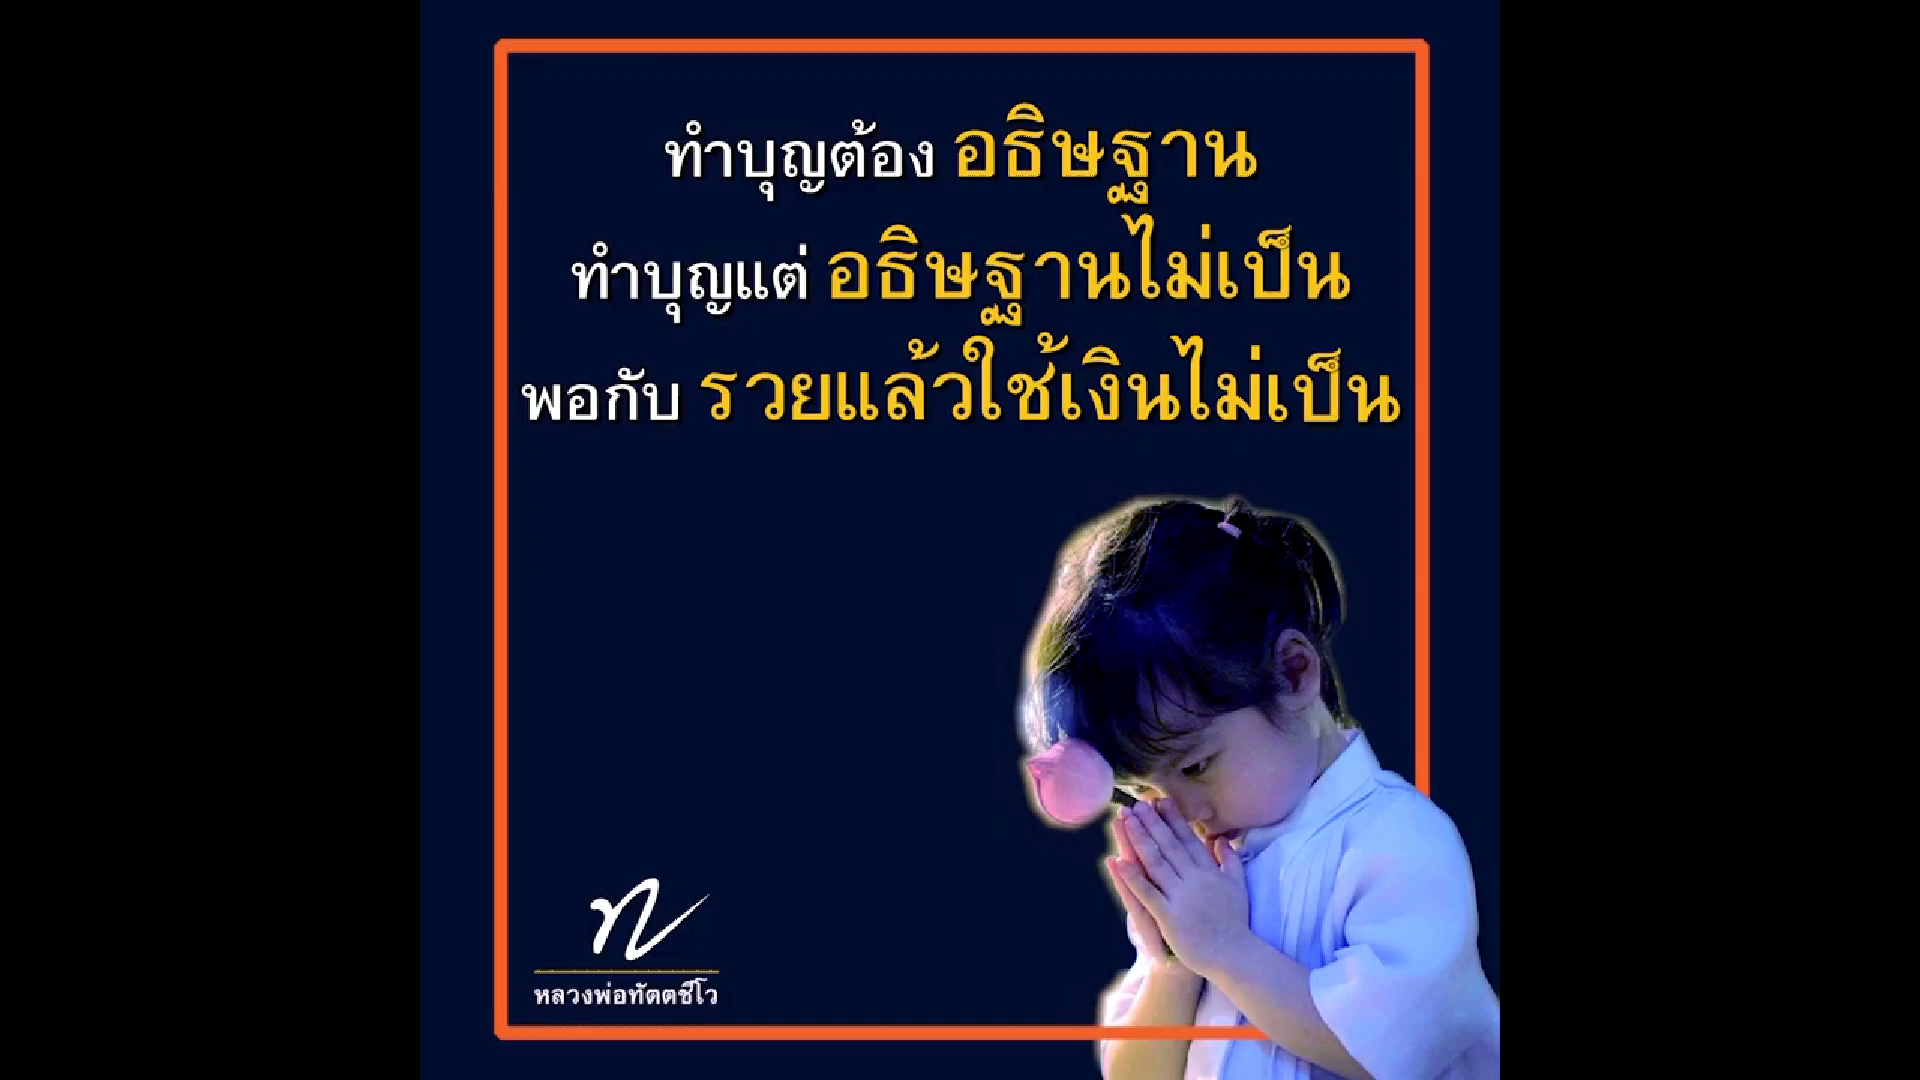 ทำบุญต้อง อธิษฐาน
ทำบุญแต่ อธิษฐานไม่เป็น
พอกับ รวยแล้วใช้เงินไม่เป็น
ท
หลวงพ่อทัตตชีโว